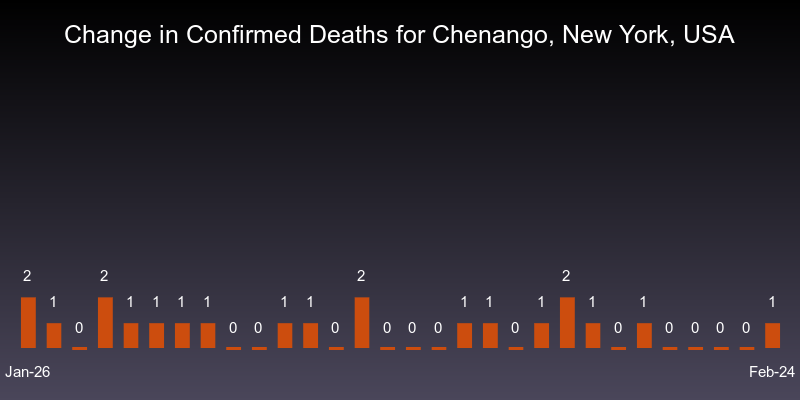 Change in Confirmed Deaths for Chenango, New York, USA
2 1 0 2 1 1 1 1 0 0 1 1 0 2 0 0 0 1 1 0 1 2 1 0 1 0 0 0 0 1
Jan-26 Feb-24